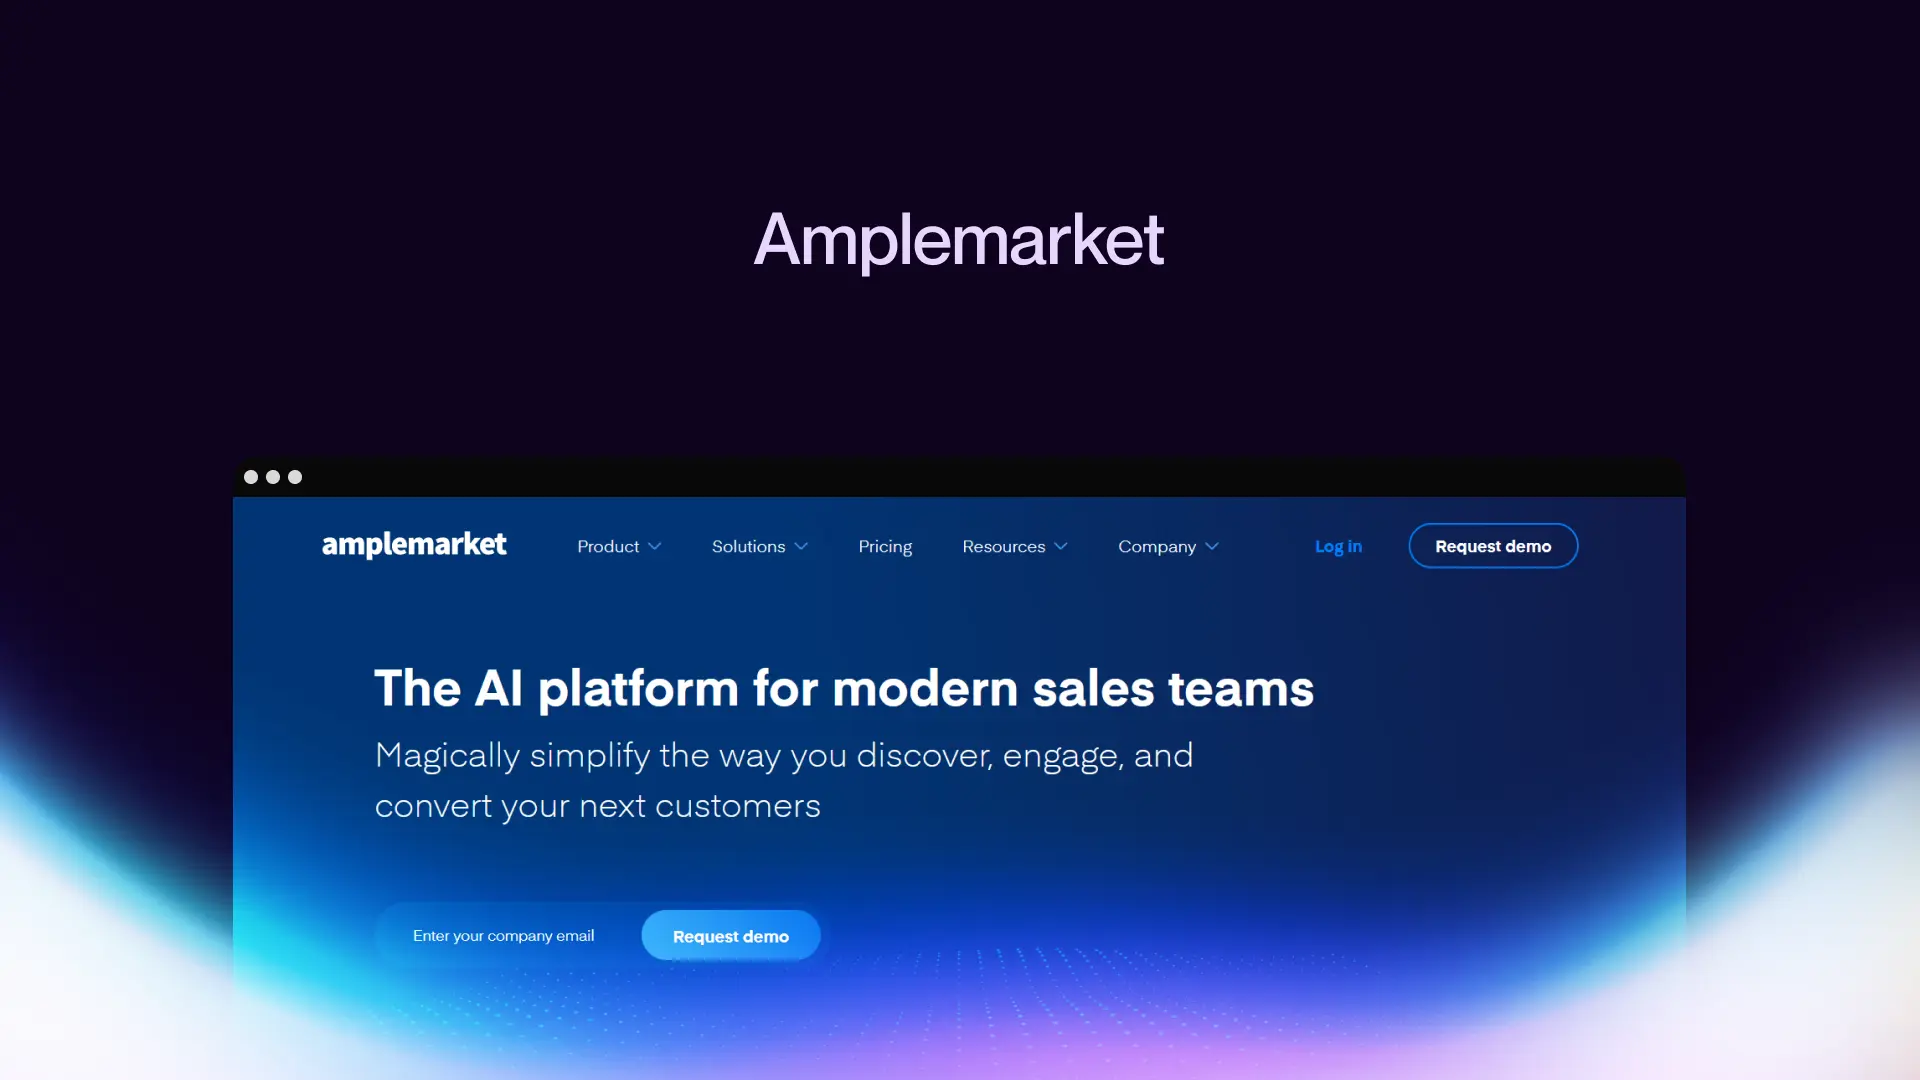 Amplemarket
amplemarket Product Solutions Pricing Resources Company Log in Request demo
The AI platform for modern sales teams
Magically simplify the way you discover, engage, and
convert your next customers
Enter your company email Request demo